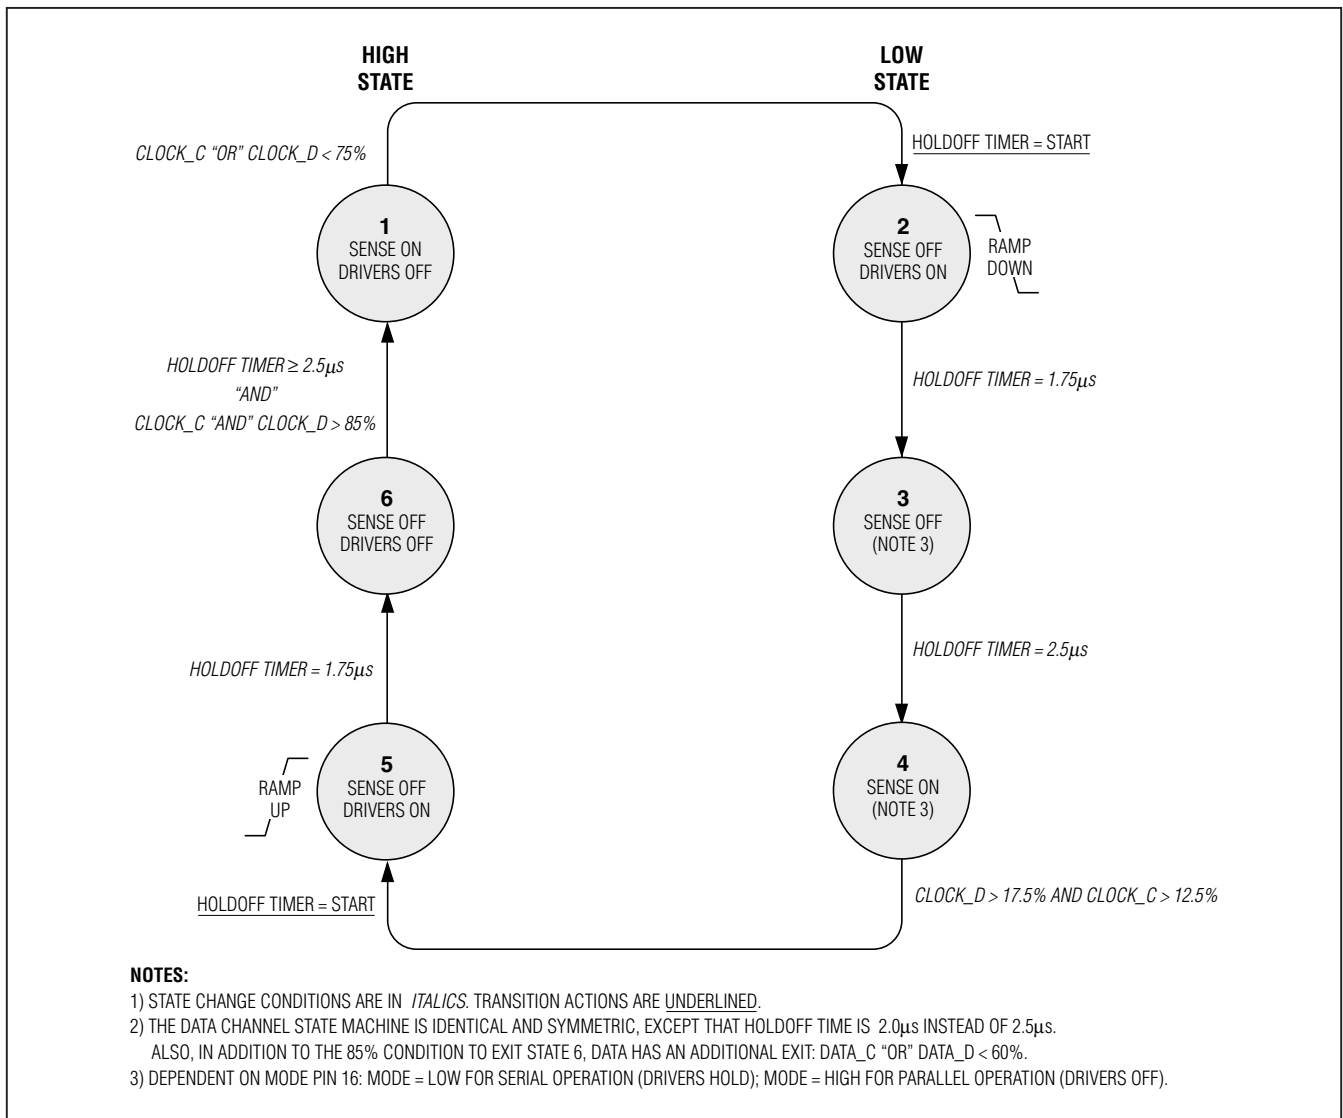 HIGH
STATE
LOW
STATE
CLOCK_C “OR” CLOCK_D < 75%
HOLDOFF TIMER = START
1
SENSE ON
DRIVERS OFF
2
SENSE OFF
DRIVERS ON
RAMP
DOWN
HOLDOFF TIMER ≥ 2.5µs
“AND”
CLOCK_C “AND” CLOCK_D > 85%
HOLDOFF TIMER = 1.75µs
6
SENSE OFF
DRIVERS OFF
3
SENSE OFF
(NOTE 3)
HOLDOFF TIMER = 1.75µs
HOLDOFF TIMER = 2.5µs
RAMP
UP
5
SENSE OFF
DRIVERS ON
4
SENSE ON
(NOTE 3)
HOLDOFF TIMER = START
CLOCK_D > 17.5% AND CLOCK_C > 12.5%
NOTES:
1) STATE CHANGE CONDITIONS ARE IN ITALICS. TRANSITION ACTIONS ARE UNDERLINED.
2) THE DATA CHANNEL STATE MACHINE IS IDENTICAL AND SYMMETRIC, EXCEPT THAT HOLDOFF TIME IS 2.0µs INSTEAD OF 2.5µs.
ALSO, IN ADDITION TO THE 85% CONDITION TO EXIT STATE 6, DATA HAS AN ADDITIONAL EXIT: DATA_C “OR” DATA_D < 60%.
3) DEPENDENT ON MODE PIN 16: MODE = LOW FOR SERIAL OPERATION (DRIVERS HOLD); MODE = HIGH FOR PARALLEL OPERATION (DRIVERS OFF).